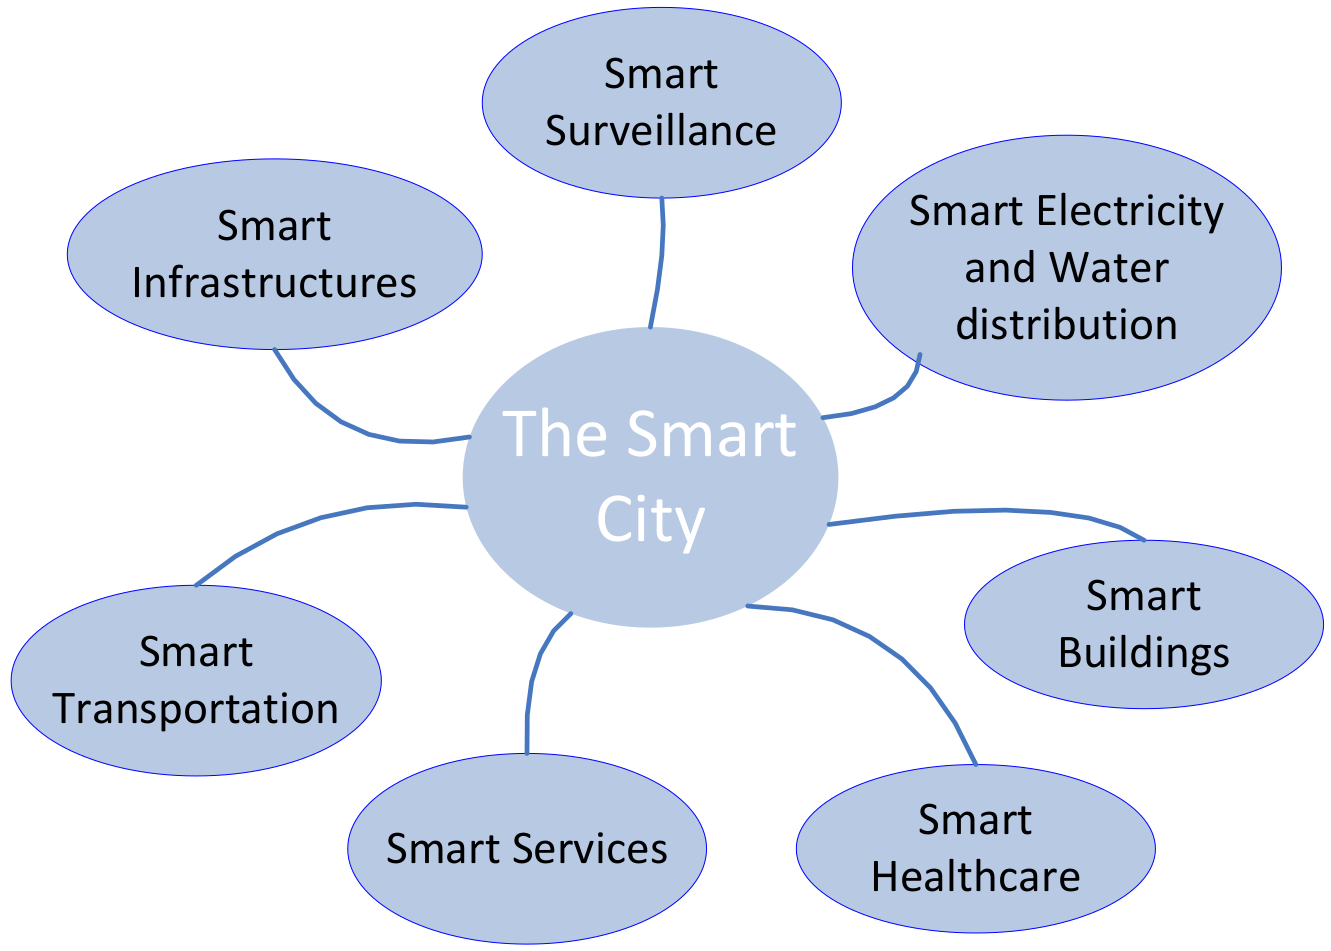 Smart
Surveillance
Smart Electricity
and Water
distribution
Smart
Infrastructures
The Smart
City
Smart
Buildings
Smart
Transportation
Smart Services
Smart
Healthcare